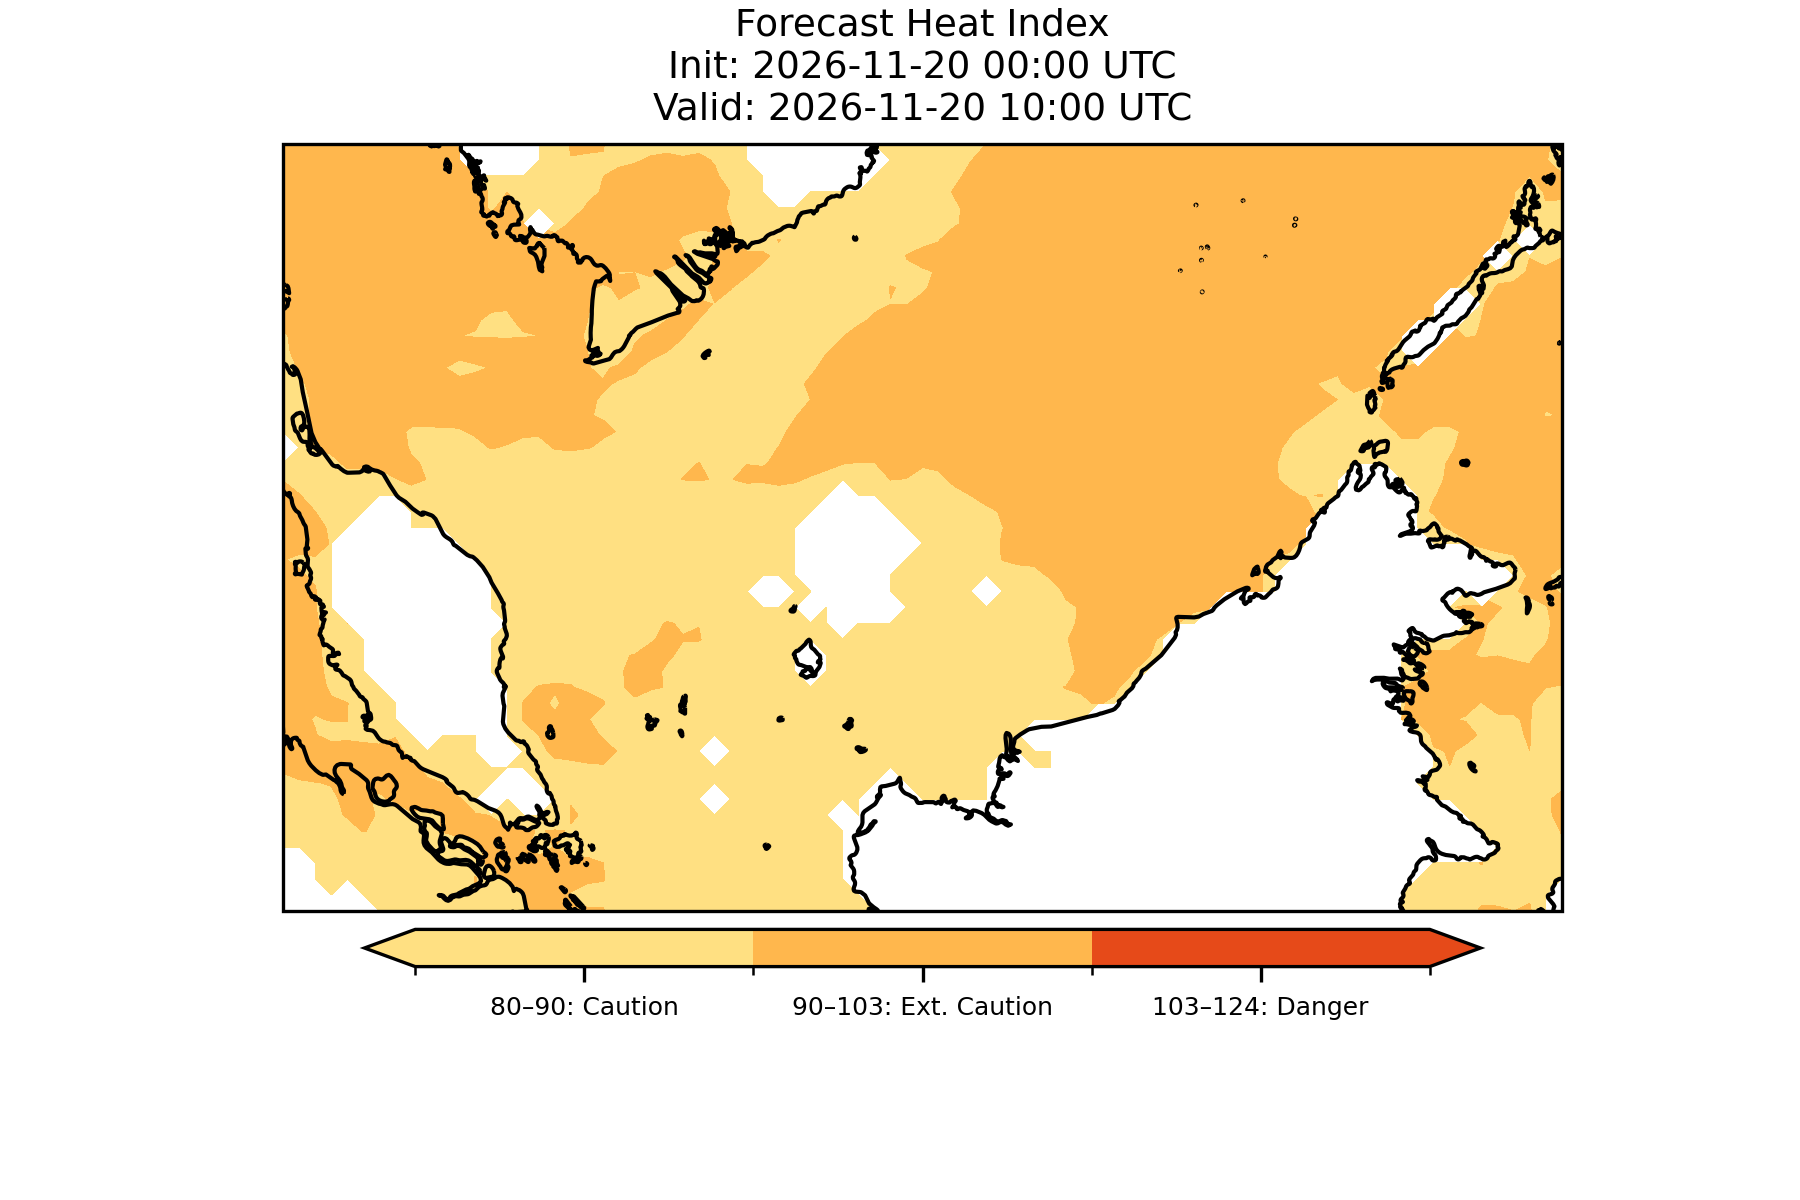 Forecast Heat Index
Init: 2026-11-20 00:00 UTC
Valid: 2026-11-20 10:00 UTC
80–90: Caution
90–103: Ext. Caution
103–124: Danger